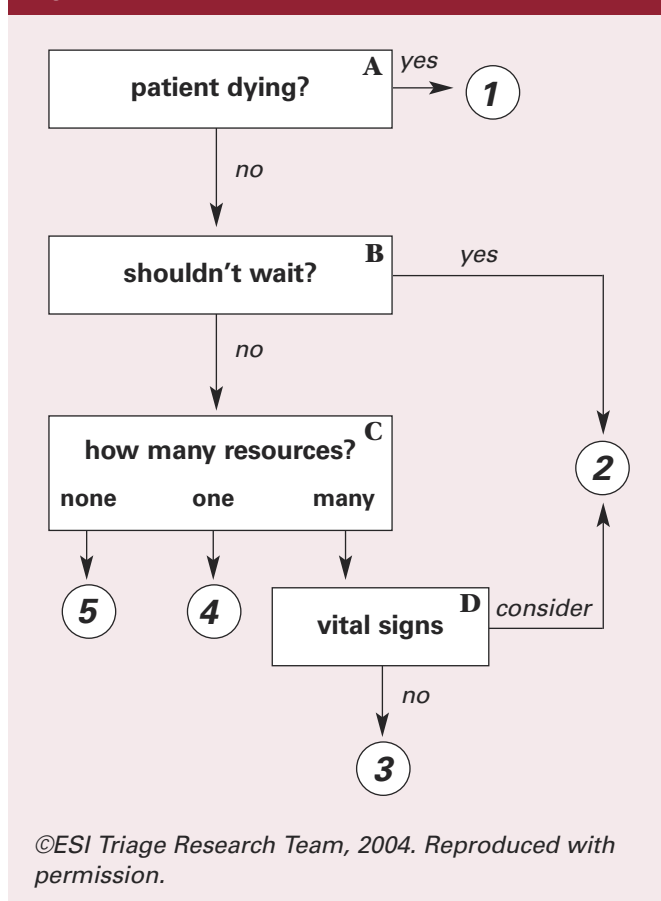 A
yes
patient dying?
1
no
B
yes
shouldn't wait?
no
C
how many resources?
none one many
2
5
4
D
consider
vital signs
no
3
©ESI Triage Research Team, 2004. Reproduced with
permission.